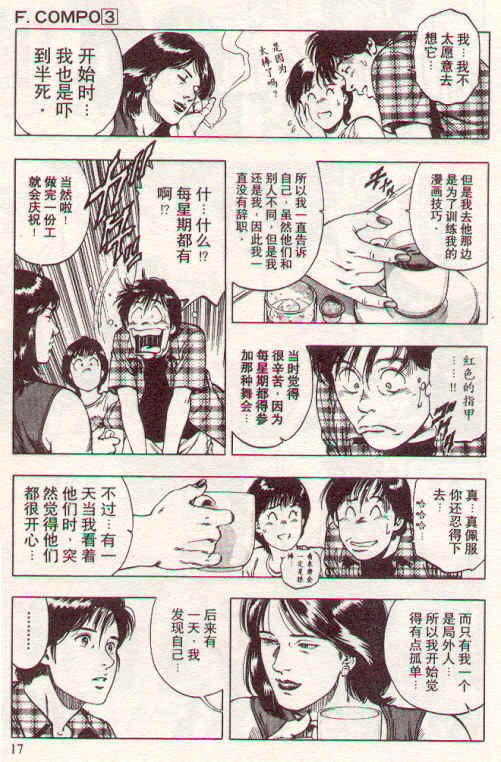 F. COMPO 3
我…我不
太愿意去
想它…
是因为
太棒了吗？
开始时…
我也是吓
到半死．
但是我去他那边
是为了训练我的
漫画技巧．
所以我一直告诉
自己，虽然他们和
别人不同，但是我
还是我，因此我一
直没有辞职．
红色的指甲
……!!
当时觉得
很辛苦，因为
每星期都得参
加那种舞会…
什…什么!?
每星期都有
啊!?
当然啦！
做完一份工
就会庆祝！
真…真佩服
你还忍得下
去…
哈哈哈…
不过…有一
天当我看着
他们时，突
然觉得他们
都很开心…
而只有我一个
是局外人…
所以我开始觉
得有点孤单…
后来有
一天．我
发现自己…
………
17